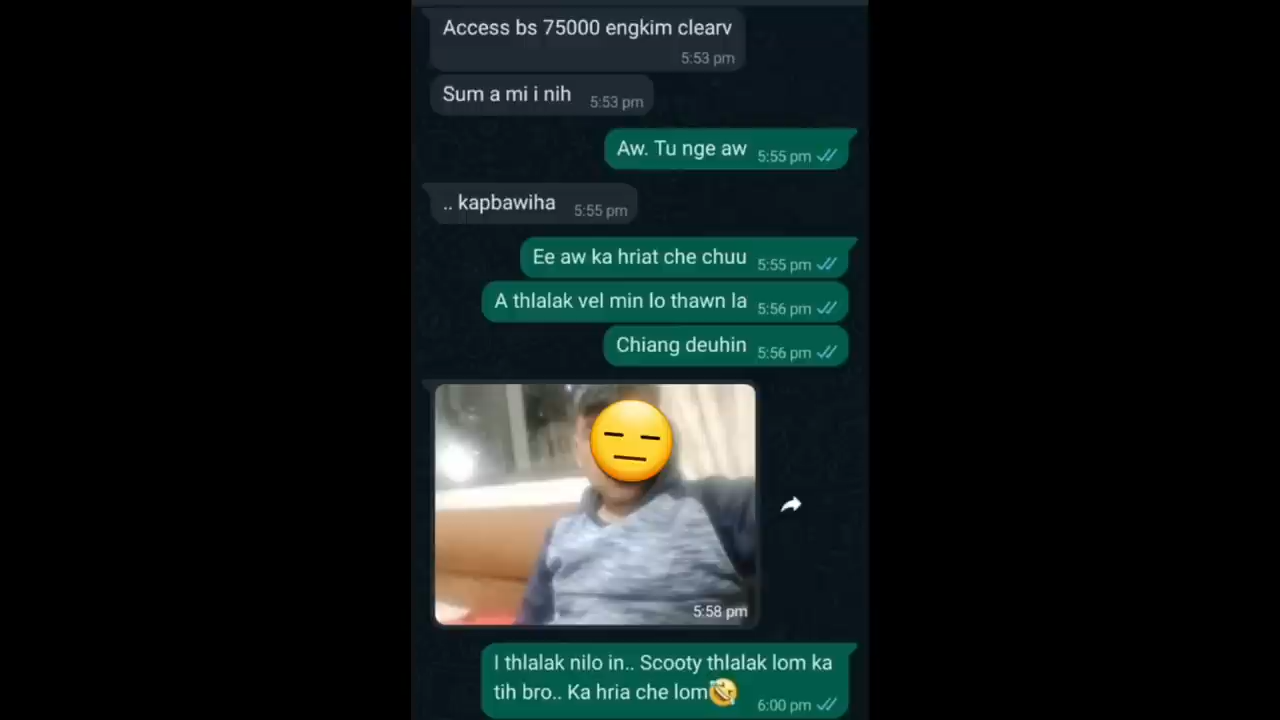 Access bs 75000 engkim clearv
5:53 pm
Sum a mi i nih 5:53 pm
Aw. Tu nge aw 5:55 pm
.. kapbawiha 5:55 pm
Ee aw ka hriat che chuu 5:55 pm
A thlalak vel min lo thawn la 5:56 pm
Chiang deuhin 5:56 pm
5:58 pm
I thlalak nilo in.. Scooty thlalak lom ka
tih bro.. Ka hria che lom🤣 6:00 pm